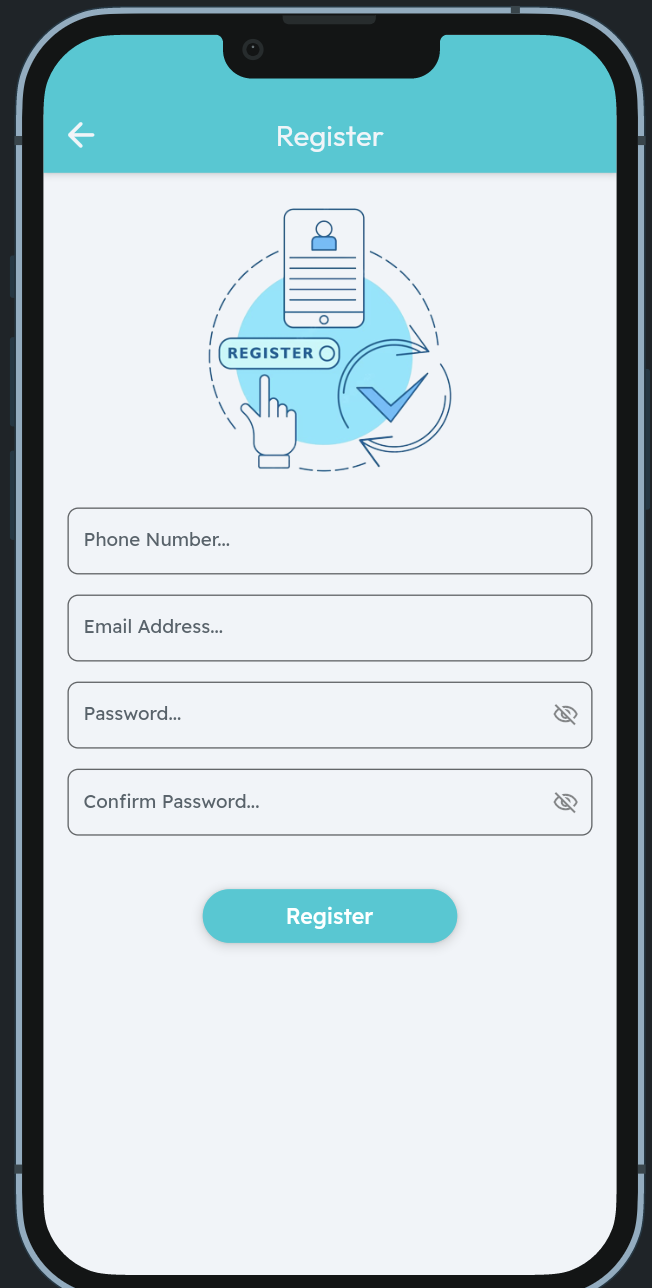 Register
REGISTER
Phone Number...
Email Address...
Password...
Confirm Password...
Register